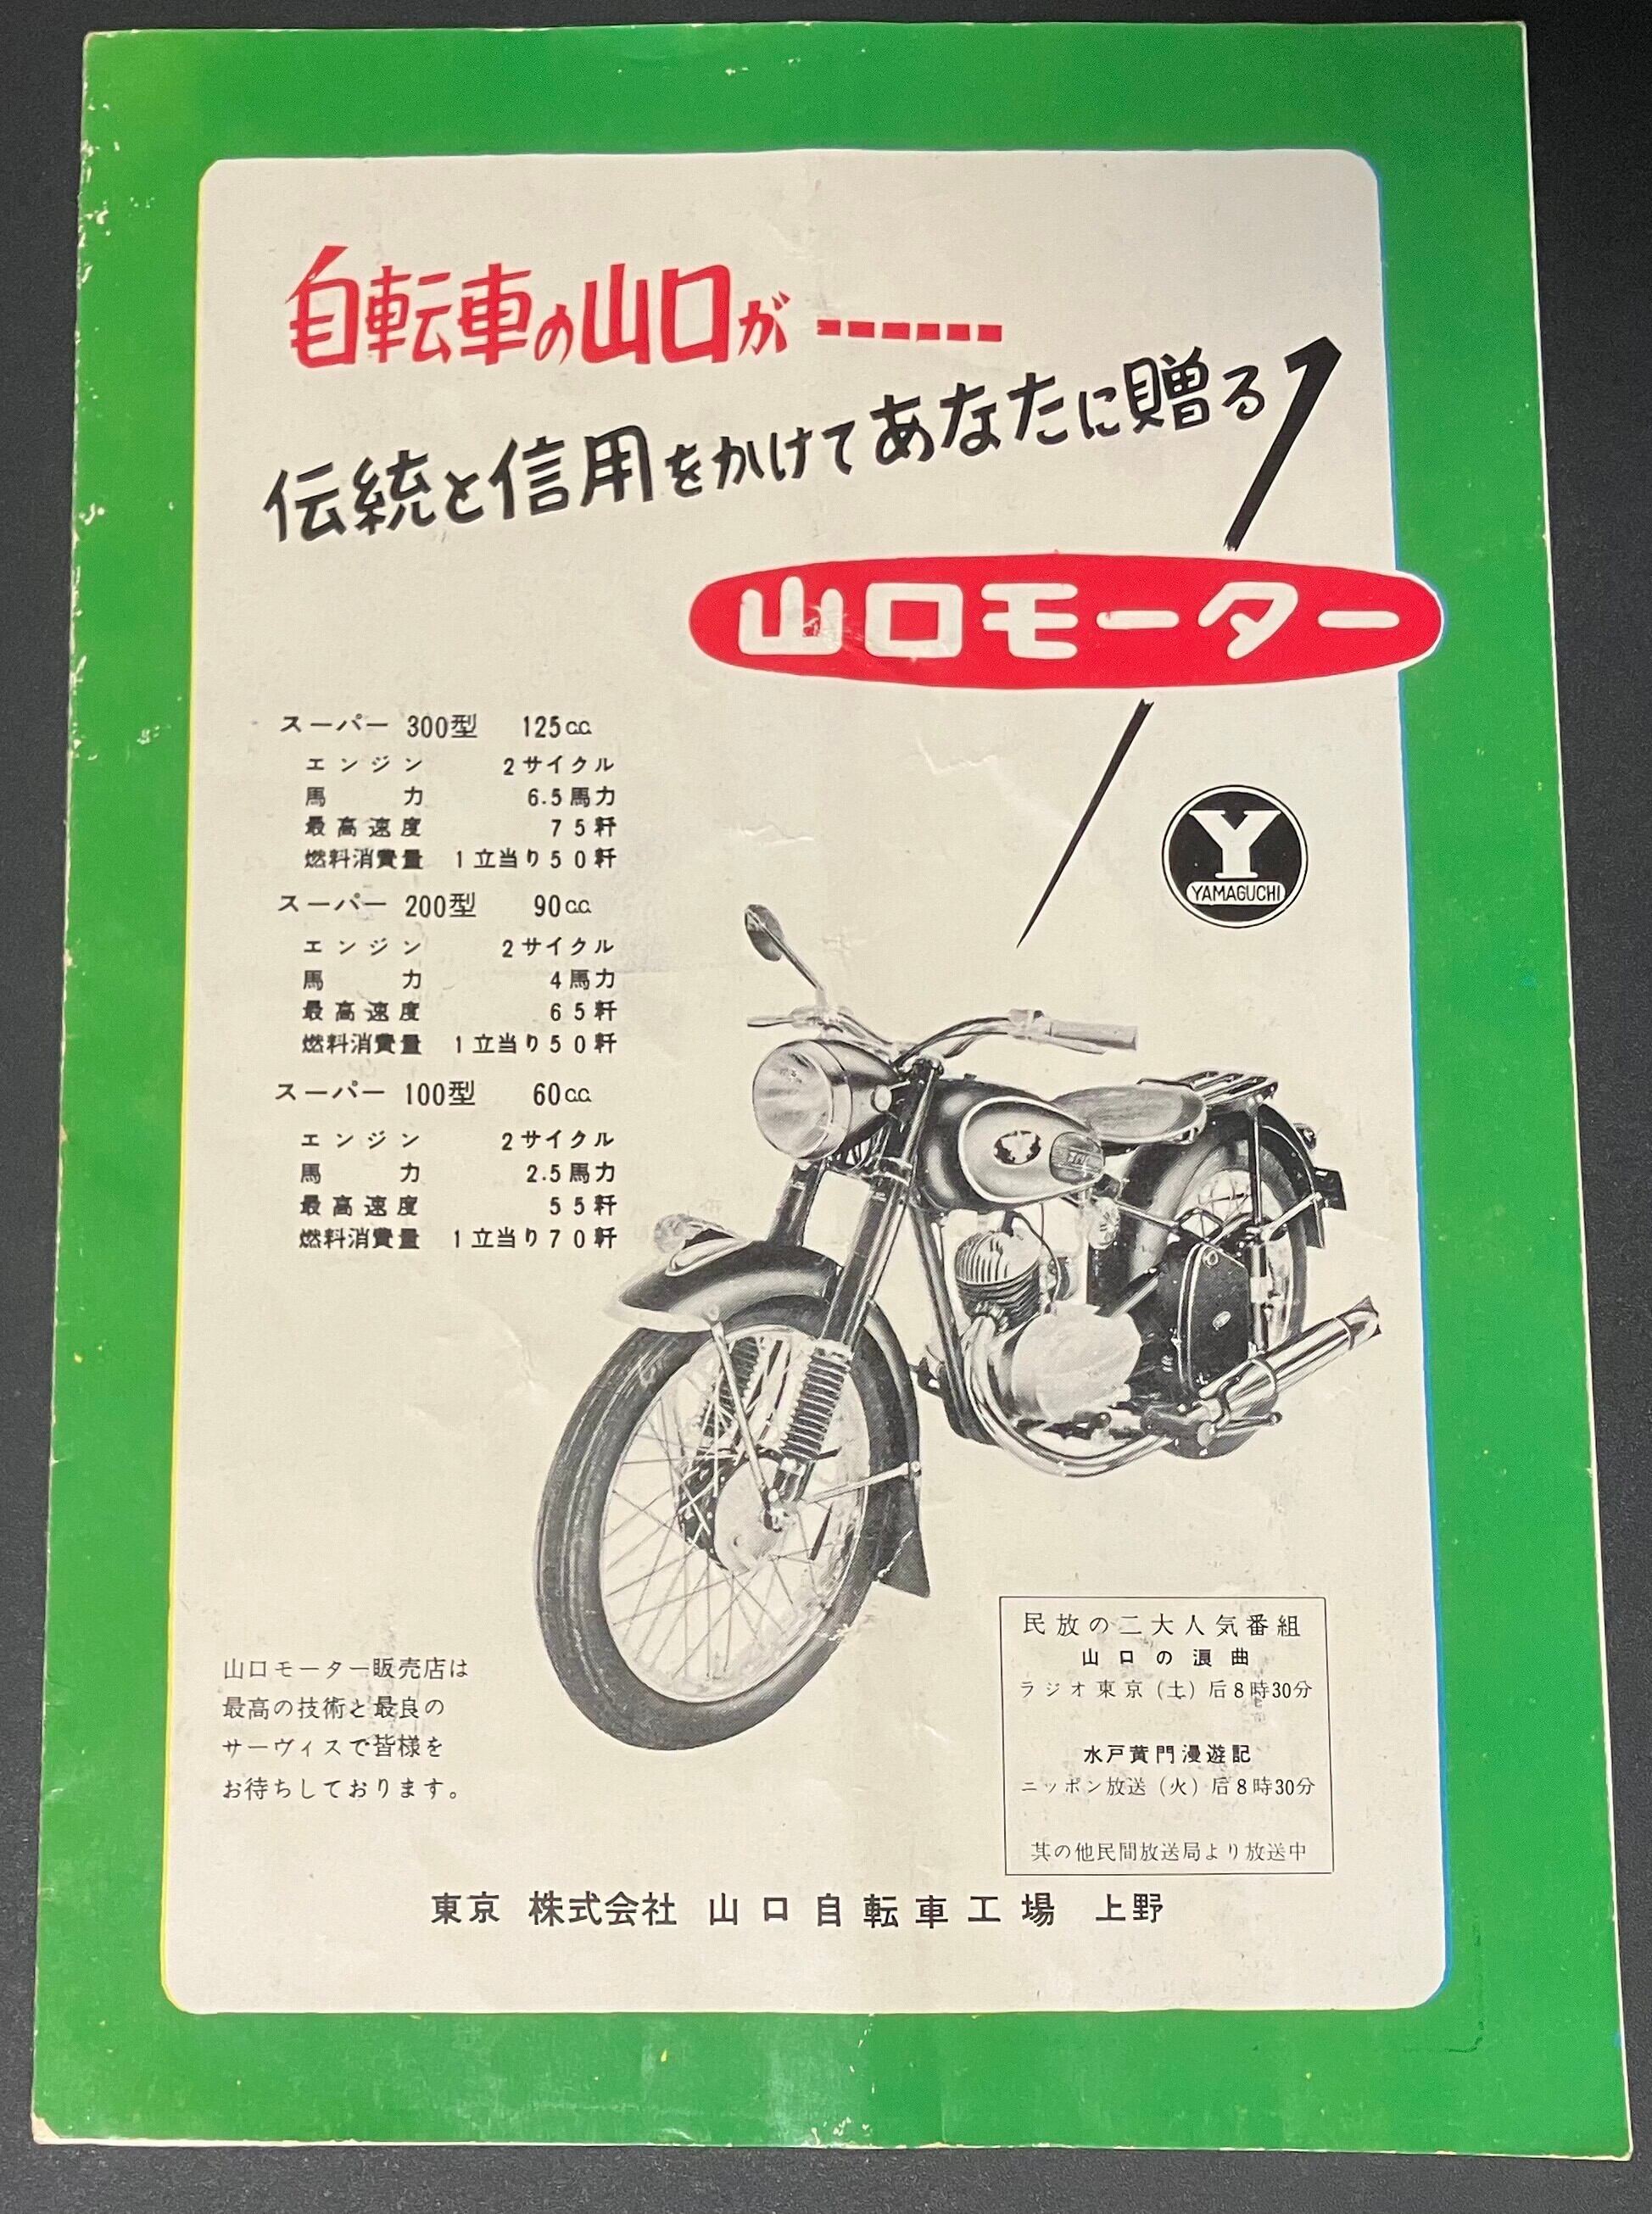 自転車の山口が------
伝統と信用をかけてあなたに贈る!
山口モーター
スーパー 300型 125c.c.
エンジン 2サイクル
馬力 6.5馬力
最高速度 75粁
燃料消費量 1立当り50粁
スーパー 200型 90c.c.
エンジン 2サイクル
馬力 4馬力
最高速度 65粁
燃料消費量 1立当り50粁
スーパー 100型 60c.c.
エンジン 2サイクル
馬力 2.5馬力
最高速度 55粁
燃料消費量 1立当り70粁
Y
YAMAGUCHI
山口モーター販売店は
最高の技術と最良の
サーヴィスで皆様を
お待ちしております。
民放の二大人気番組
山口の浪曲
ラジオ東京(土)后8時30分
水戸黄門漫遊記
ニッポン放送(火)后8時30分
其の他民間放送局より放送中
東京 株式会社 山口自転車工場 上野